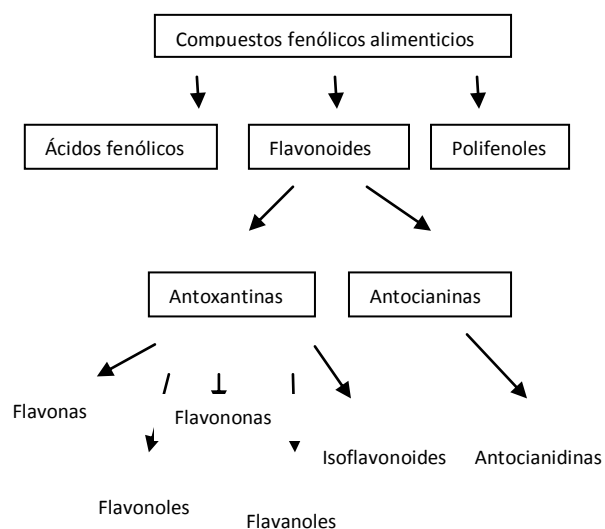 Compuestos fenólicos alimenticios
Ácidos fenólicos
Flavonoides
Polifenoles
Antoxantinas
Antocianinas
Flavonas
Flavononas
Isoflavonoides
Antocianidinas
Flavonoles
Flavanoles